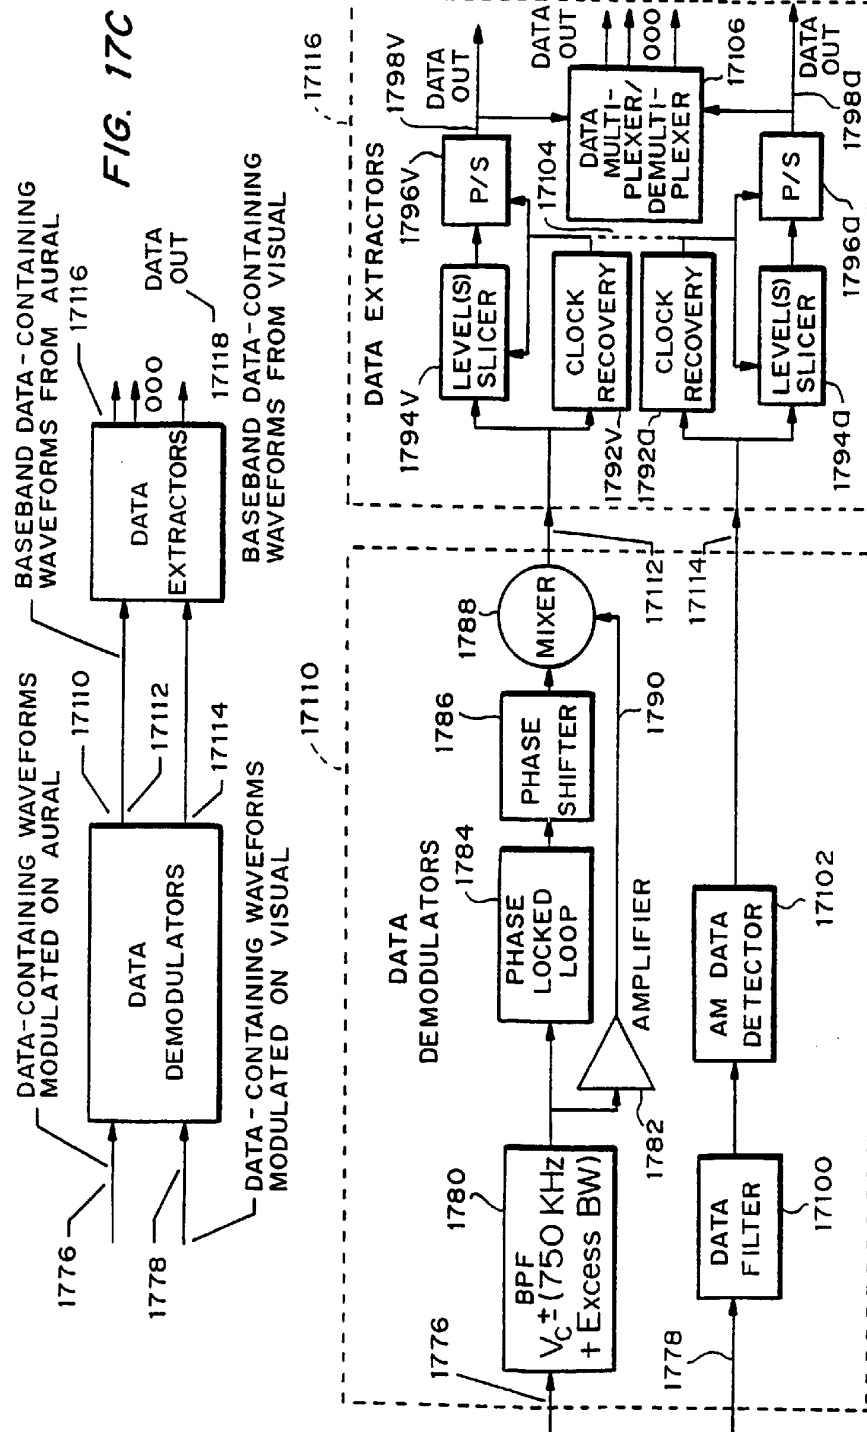 FIG. 17C
DATA-CONTAINING WAVEFORMS
MODULATED ON AURAL
1776
1778
DATA-CONTAINING WAVEFORMS
MODULATED ON VISUAL
DATA
DEMODULATORS
17110
17112
17114
BASEBAND DATA-CONTAINING
WAVEFORMS FROM AURAL
DATA
EXTRACTORS
17116
000
DATA
OUT
17118
BASEBAND DATA-CONTAINING
WAVEFORMS FROM VISUAL
17110
DATA
DEMODULATORS
1776
1780
BPF
VC ± (750 KHZ
+ Excess BW)
1782
AMPLIFIER
1784
PHASE
LOCKED
LOOP
1786
PHASE
SHIFTER
1788
MIXER
1790
17112
1778
DATA
FILTER
17100
AM DATA
DETECTOR
17102
17114
17116
DATA EXTRACTORS
1794V
LEVEL(S)
SLICER
1796V
P/S
1798V
DATA
OUT
CLOCK
RECOVERY
1792V
1792a
CLOCK
RECOVERY
17104
DATA
MULTI-
PLEXER/
DEMULTI-
PLEXER
DATA
OUT
000
17106
LEVEL(S)
SLICER
1794a
P/S
1796a
1798a
DATA
OUT